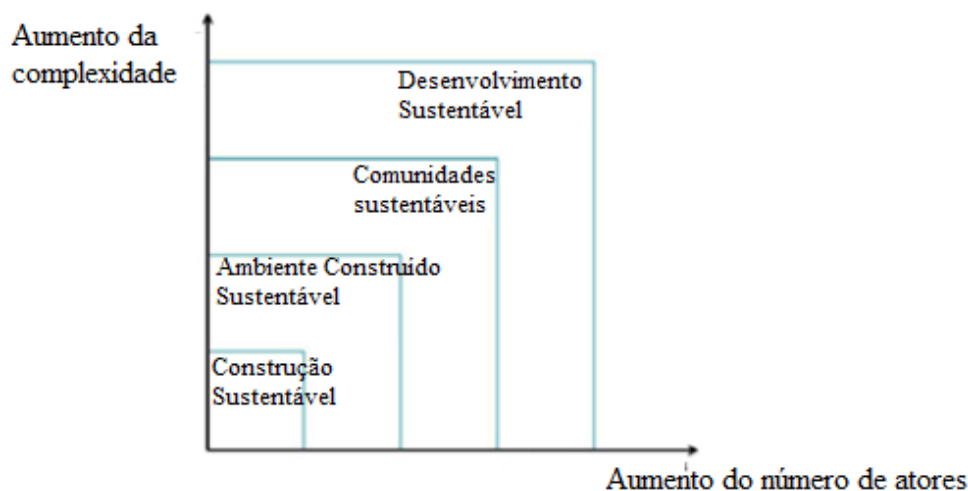 Aumento da
complexidade
Desenvolvimento
Sustentável
Comunidades
sustentáveis
Ambiente Construído
Sustentável
Construção
Sustentável
Aumento do número de atores